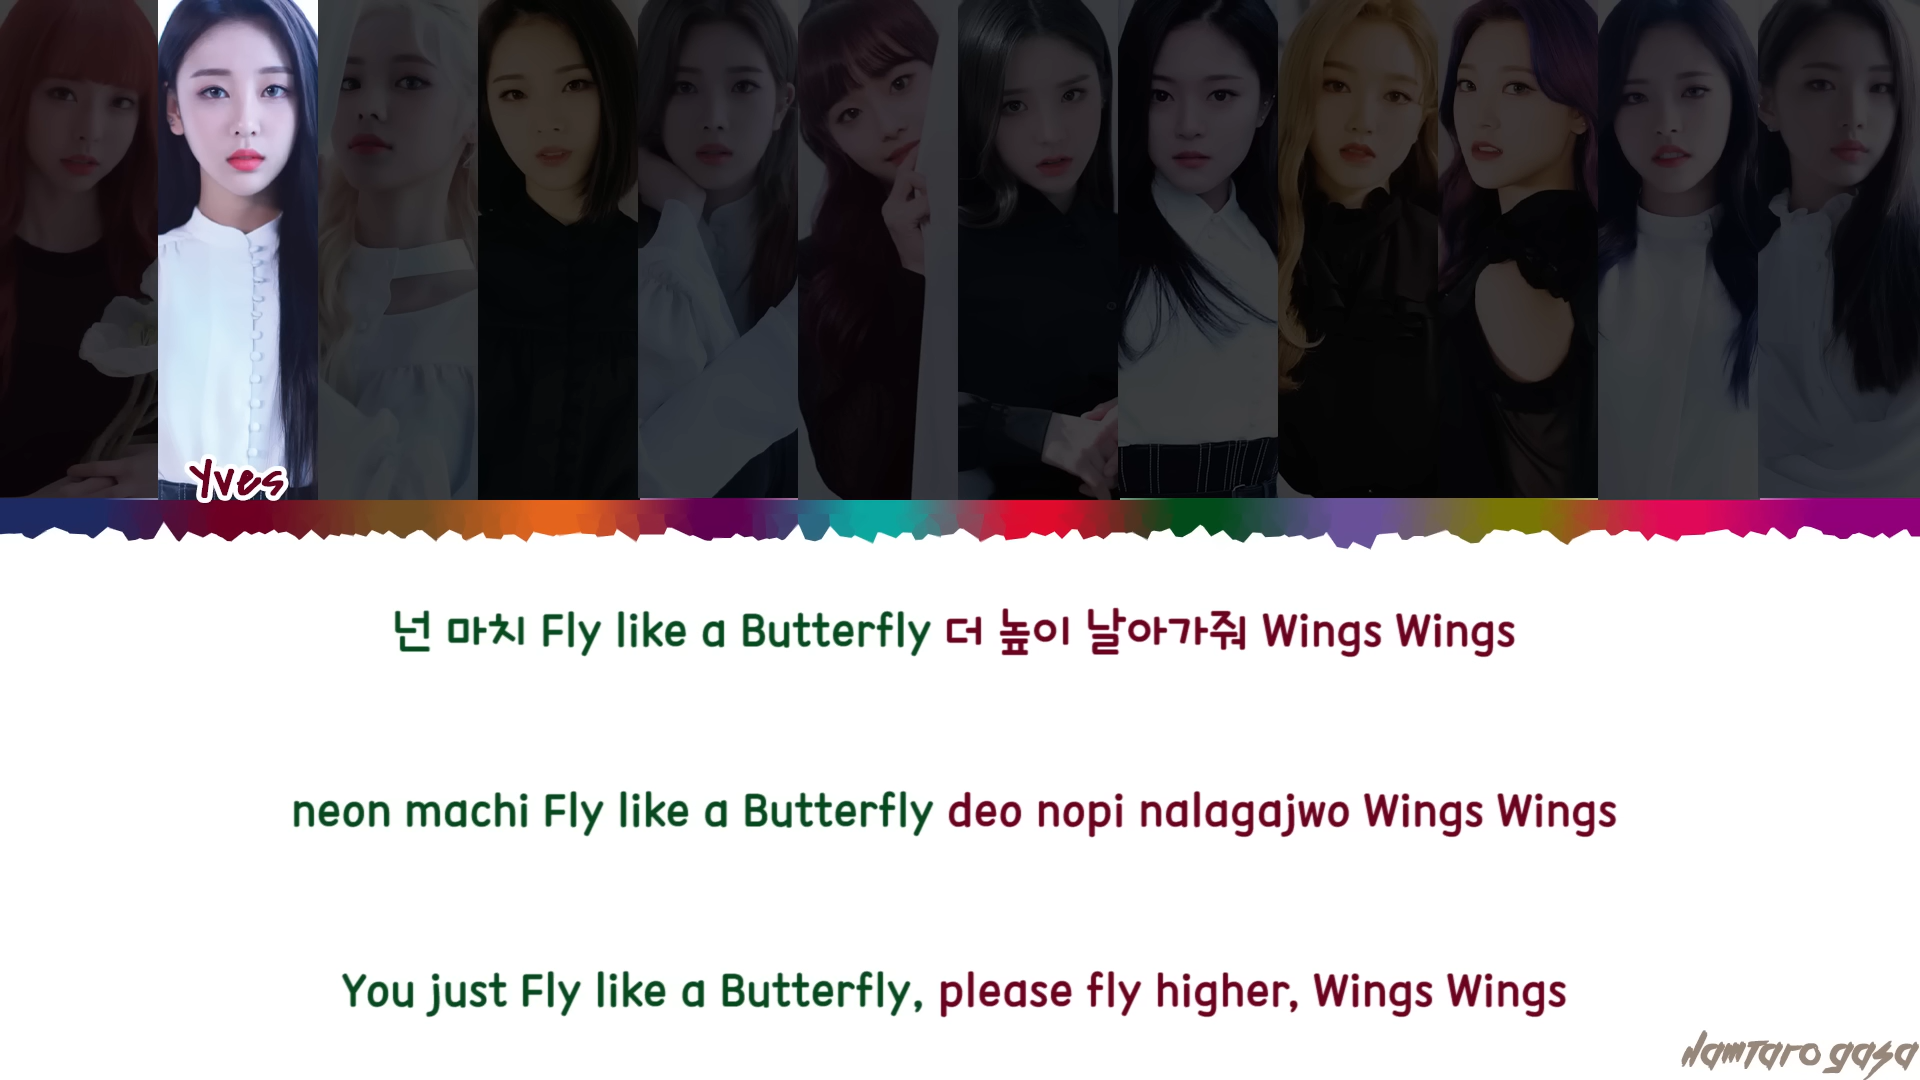 Yves
넌 마치 Fly like a Butterfly 더 높이 날아가줘 Wings Wings
neon machi Fly like a Butterfly deo nopi nalagajwo Wings Wings
You just Fly like a Butterfly, please fly higher, Wings Wings
Jamtaro gasa